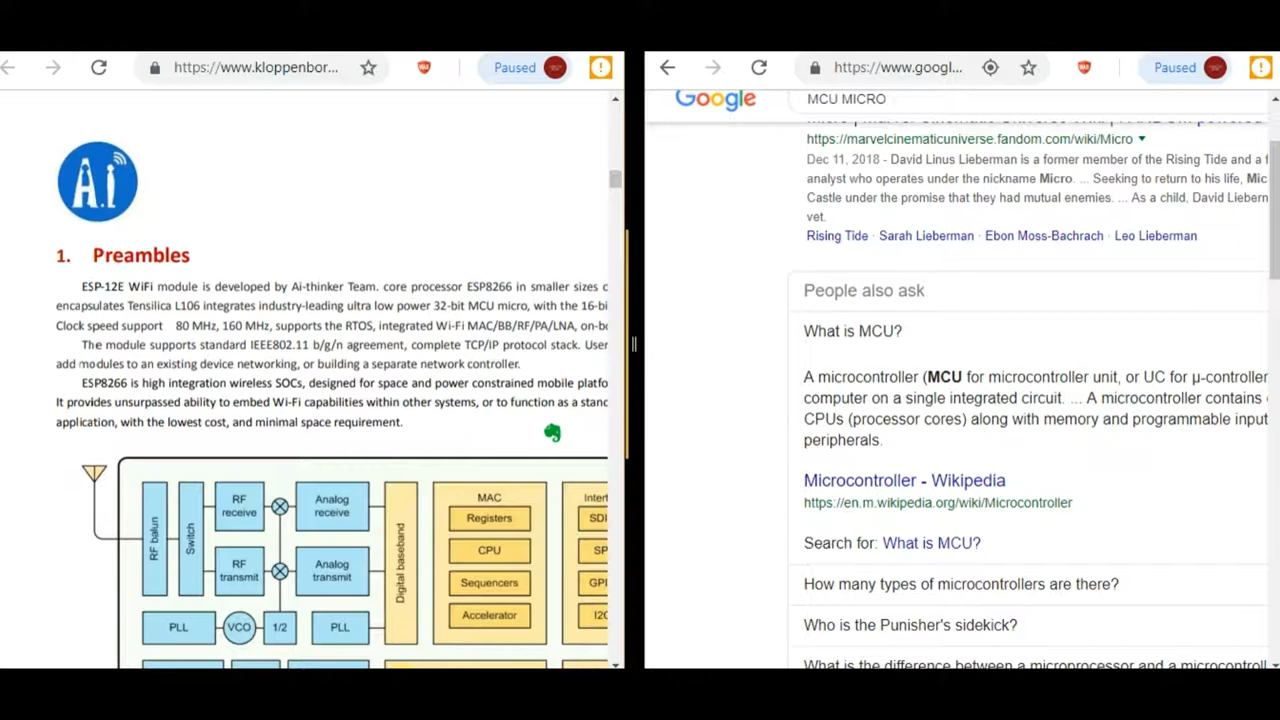 https://www.kloppenbor...
Paused
A.i
1. Preambles
ESP-12E WiFi module is developed by Ai-thinker Team. core processor ESP8266 in smaller sizes
encapsulates Tensilica L106 integrates industry-leading ultra low power 32-bit MCU micro, with the 16-bi
Clock speed support 80 MHz, 160 MHz, supports the RTOS, integrated Wi-Fi MAC/BB/RF/PA/LNA, on-bo
The module supports standard IEEE802.11 b/g/n agreement, complete TCP/IP protocol stack. User
add modules to an existing device networking, or building a separate network controller.
ESP8266 is high integration wireless SOCs, designed for space and power constrained mobile platfo
It provides unsurpassed ability to embed Wi-Fi capabilities within other systems, or to function as a stanc
application, with the lowest cost, and minimal space requirement.
RF balun
Switch
RF
receive
Analog
receive
RF
transmit
Analog
transmit
PLL
VCO
1/2
PLL
Digital baseband
MAC
Registers
CPU
Sequencers
Accelerator
Interf
SDI
SP
GPI
I2C
https://www.googl...
Paused
Google
MCU MICRO
https://marvelcinematicuniverse.fandom.com/wiki/Micro
Dec 11, 2018 - David Linus Lieberman is a former member of the Rising Tide and a f
analyst who operates under the nickname Micro. ... Seeking to return to his life, Mic
Castle under the promise that they had mutual enemies. ... As a child, David Lieberm
vet.
Rising Tide · Sarah Lieberman · Ebon Moss-Bachrach · Leo Lieberman
People also ask
What is MCU?
A microcontroller (MCU for microcontroller unit, or UC for μ-controller
computer on a single integrated circuit. ... A microcontroller contains
CPUs (processor cores) along with memory and programmable input
peripherals.
Microcontroller - Wikipedia
https://en.m.wikipedia.org/wiki/Microcontroller
Search for: What is MCU?
How many types of microcontrollers are there?
Who is the Punisher's sidekick?
What is the difference between a microprocessor and a microcontroll